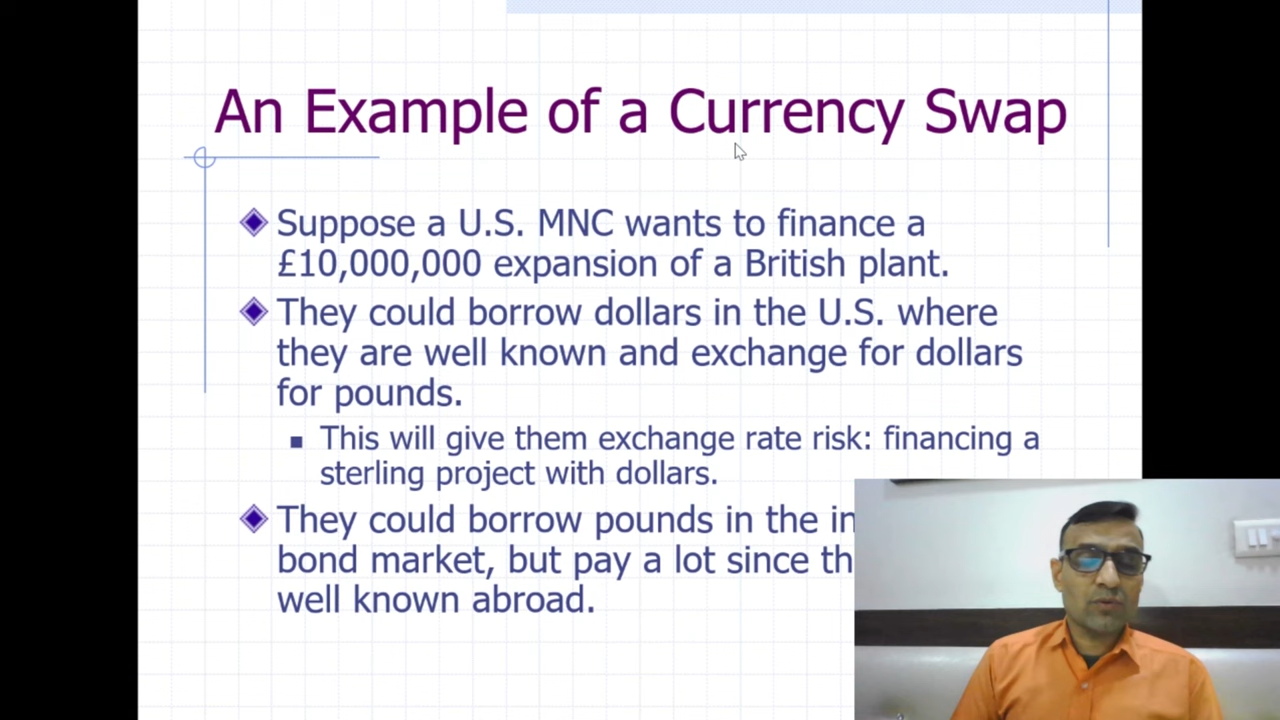 An Example of a Currency Swap
Suppose a U.S. MNC wants to finance a
£10,000,000 expansion of a British plant.
They could borrow dollars in the U.S. where
they are well known and exchange for dollars
for pounds.
This will give them exchange rate risk: financing a
sterling project with dollars.
They could borrow pounds in the
bond market, but pay a lot since
well known abroad.